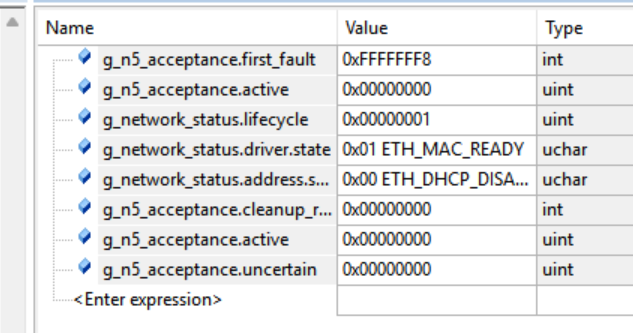 Name Value Type
g_n5_acceptance.first_fault 0xFFFFFFF8 int
g_n5_acceptance.active 0x00000000 uint
g_network_status.lifecycle 0x00000001 uint
g_network_status.driver.state 0x01 ETH_MAC_READY uchar
g_network_status.address.s... 0x00 ETH_DHCP_DISA... uchar
g_n5_acceptance.cleanup_r... 0x00000000 int
g_n5_acceptance.active 0x00000000 uint
g_n5_acceptance.uncertain 0x00000000 uint
<Enter expression>